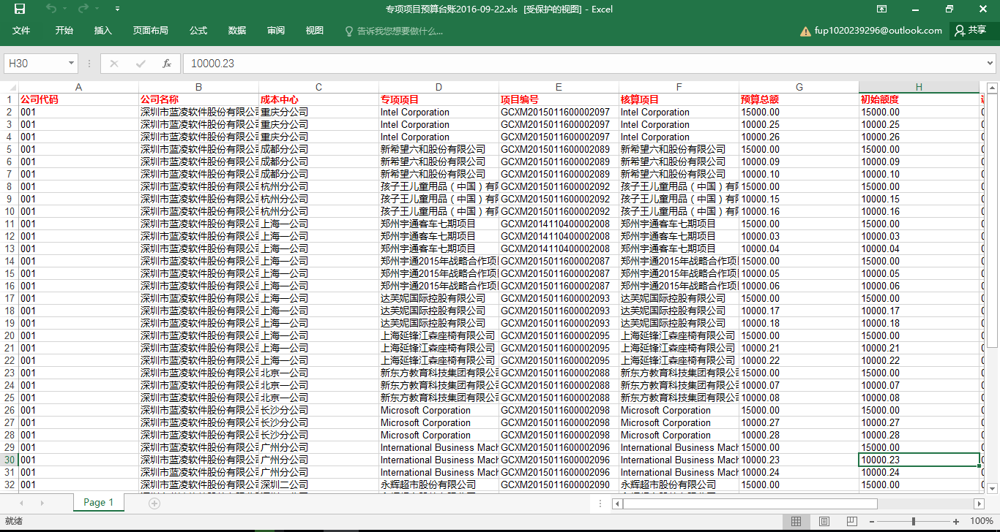 专项项目预算台账2016-09-22.xls [受保护的视图] - Excel
文件 开始 插入 页面布局 公式 数据 审阅 视图 告诉我您想要做什么... fup1020239296@outlook.com 共享
H30 fx 10000.23
A B C D E F G H
1 公司代码 公司名称 成本中心 专项项目 项目编号 核算项目 预算总额 初始额度
2 001 深圳市蓝凌软件股份有限公 重庆分公司 Intel Corporation GCXM2015011600002097 Intel Corporation 15000.00 15000.00
3 001 深圳市蓝凌软件股份有限公 重庆分公司 Intel Corporation GCXM2015011600002097 Intel Corporation 10000.25 10000.25
4 001 深圳市蓝凌软件股份有限公 重庆分公司 Intel Corporation GCXM2015011600002097 Intel Corporation 10000.26 10000.26
5 001 深圳市蓝凌软件股份有限公 成都分公司 新希望六和股份有限公司 GCXM2015011600002089 新希望六和股份有限公司 15000.00 15000.00
6 001 深圳市蓝凌软件股份有限公 成都分公司 新希望六和股份有限公司 GCXM2015011600002089 新希望六和股份有限公司 10000.09 10000.09
7 001 深圳市蓝凌软件股份有限公 成都分公司 新希望六和股份有限公司 GCXM2015011600002089 新希望六和股份有限公司 10000.10 10000.10
8 001 深圳市蓝凌软件股份有限公 杭州分公司 孩子王儿童用品（中国）有 GCXM2015011600002092 孩子王儿童用品（中国）有 15000.00 15000.00
9 001 深圳市蓝凌软件股份有限公 杭州分公司 孩子王儿童用品（中国）有 GCXM2015011600002092 孩子王儿童用品（中国）有 10000.15 10000.15
10 001 深圳市蓝凌软件股份有限公 杭州分公司 孩子王儿童用品（中国）有 GCXM2015011600002092 孩子王儿童用品（中国）有 10000.16 10000.16
11 001 深圳市蓝凌软件股份有限公 上海一公司 郑州宇通客车七期项目 GCXM2014110400002008 郑州宇通客车七期项目 15000.00 15000.00
12 001 深圳市蓝凌软件股份有限公 上海一公司 郑州宇通客车七期项目 GCXM2014110400002008 郑州宇通客车七期项目 10000.03 10000.03
13 001 深圳市蓝凌软件股份有限公 上海一公司 郑州宇通客车七期项目 GCXM2014110400002008 郑州宇通客车七期项目 10000.04 10000.04
14 001 深圳市蓝凌软件股份有限公 上海一公司 郑州宇通2015年战略合作项 GCXM2015011600002087 郑州宇通2015年战略合作项 15000.00 15000.00
15 001 深圳市蓝凌软件股份有限公 上海一公司 郑州宇通2015年战略合作项 GCXM2015011600002087 郑州宇通2015年战略合作项 10000.05 10000.05
16 001 深圳市蓝凌软件股份有限公 上海一公司 郑州宇通2015年战略合作项 GCXM2015011600002087 郑州宇通2015年战略合作项 10000.06 10000.06
17 001 深圳市蓝凌软件股份有限公 上海一公司 达芙妮国际控股有限公司 GCXM2015011600002093 达芙妮国际控股有限公司 15000.00 15000.00
18 001 深圳市蓝凌软件股份有限公 上海一公司 达芙妮国际控股有限公司 GCXM2015011600002093 达芙妮国际控股有限公司 10000.17 10000.17
19 001 深圳市蓝凌软件股份有限公 上海一公司 达芙妮国际控股有限公司 GCXM2015011600002093 达芙妮国际控股有限公司 10000.18 10000.18
20 001 深圳市蓝凌软件股份有限公 上海一公司 上海延锋江森座椅有限公司 GCXM2015011600002095 上海延锋江森座椅有限公司 15000.00 15000.00
21 001 深圳市蓝凌软件股份有限公 上海一公司 上海延锋江森座椅有限公司 GCXM2015011600002095 上海延锋江森座椅有限公司 10000.21 10000.21
22 001 深圳市蓝凌软件股份有限公 上海一公司 上海延锋江森座椅有限公司 GCXM2015011600002095 上海延锋江森座椅有限公司 10000.22 10000.22
23 001 深圳市蓝凌软件股份有限公 北京一公司 新东方教育科技集团有限公 GCXM2015011600002088 新东方教育科技集团有限公 15000.00 15000.00
24 001 深圳市蓝凌软件股份有限公 北京一公司 新东方教育科技集团有限公 GCXM2015011600002088 新东方教育科技集团有限公 10000.07 10000.07
25 001 深圳市蓝凌软件股份有限公 北京一公司 新东方教育科技集团有限公 GCXM2015011600002088 新东方教育科技集团有限公 10000.08 10000.08
26 001 深圳市蓝凌软件股份有限公 长沙分公司 Microsoft Corporation GCXM2015011600002098 Microsoft Corporation 15000.00 15000.00
27 001 深圳市蓝凌软件股份有限公 长沙分公司 Microsoft Corporation GCXM2015011600002098 Microsoft Corporation 10000.27 10000.27
28 001 深圳市蓝凌软件股份有限公 长沙分公司 Microsoft Corporation GCXM2015011600002098 Microsoft Corporation 10000.28 10000.28
29 001 深圳市蓝凌软件股份有限公 广州分公司 International Business Mach GCXM2015011600002096 International Business Mach 15000.00 15000.00
30 001 深圳市蓝凌软件股份有限公 广州分公司 International Business Mach GCXM2015011600002096 International Business Mach 10000.23 10000.23
31 001 深圳市蓝凌软件股份有限公 广州分公司 International Business Mach GCXM2015011600002096 International Business Mach 10000.24 10000.24
32 001 深圳市蓝凌软件股份有限公 深圳二公司 永辉超市股份有限公司 GCXM2015011600002090 永辉超市股份有限公司 15000.00 15000.00
Page 1
就绪 100%